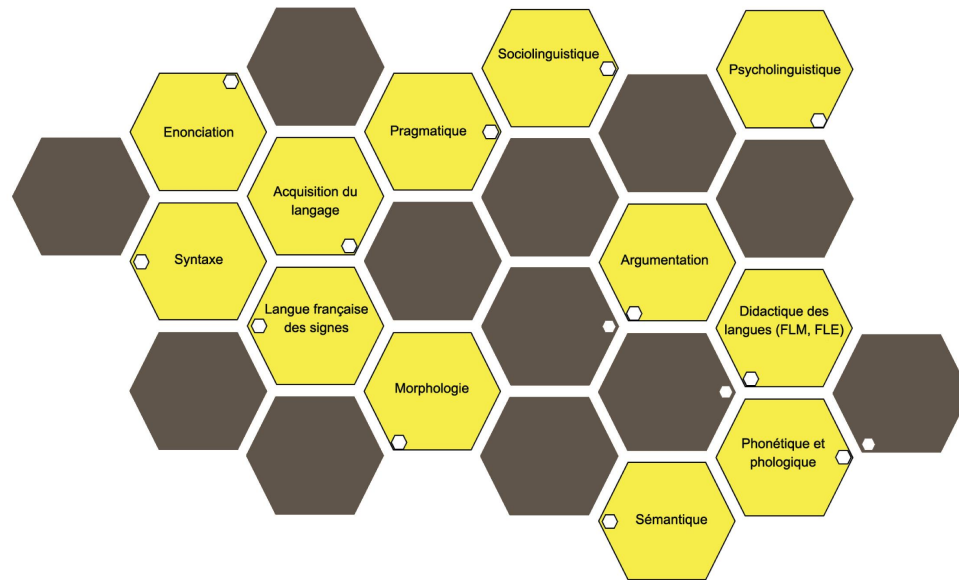 Sociolinguistique
Psycholinguistique
Enonciation
Pragmatique
Acquisition du
langage
Syntaxe
Argumentation
Langue française
des signes
Didactique des
langues (FLM, FLE)
Morphologie
Phonétique et
phologique
Sémantique